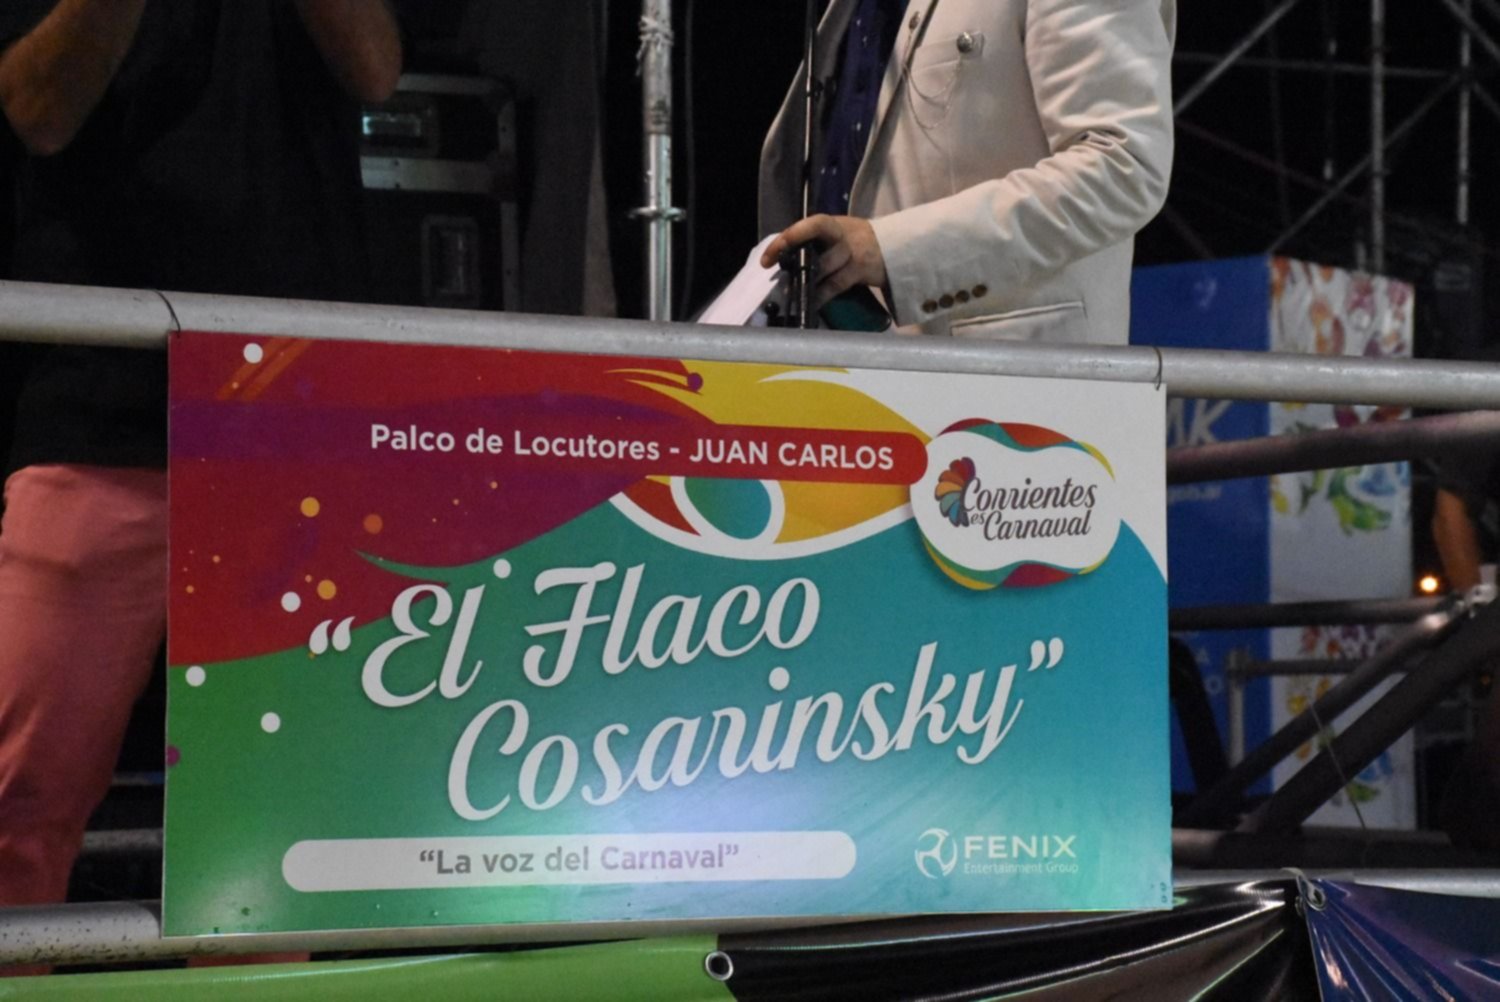 Palco de Locutores - JUAN CARLOS
Corrientes
es Carnaval
“El Flaco
Cosarinsky”
“La voz del Carnaval”
FENIX
Entertainment Group